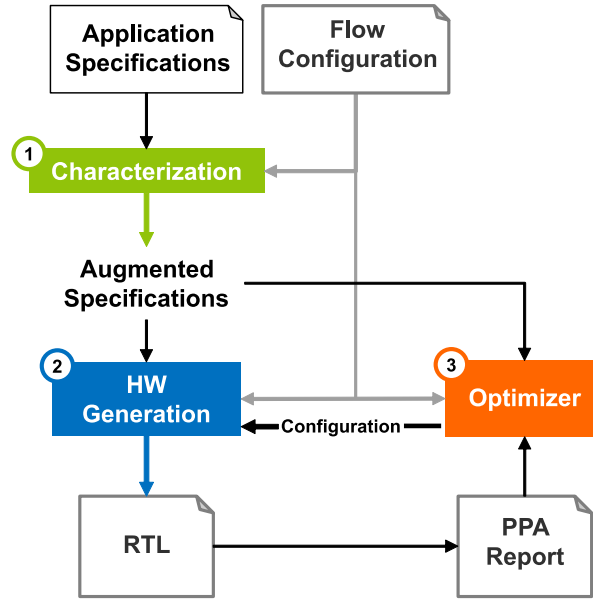 Application
Specifications
Flow
Configuration
1
Characterization
Augmented
Specifications
2
HW
Generation
3
Optimizer
Configuration
RTL
PPA
Report